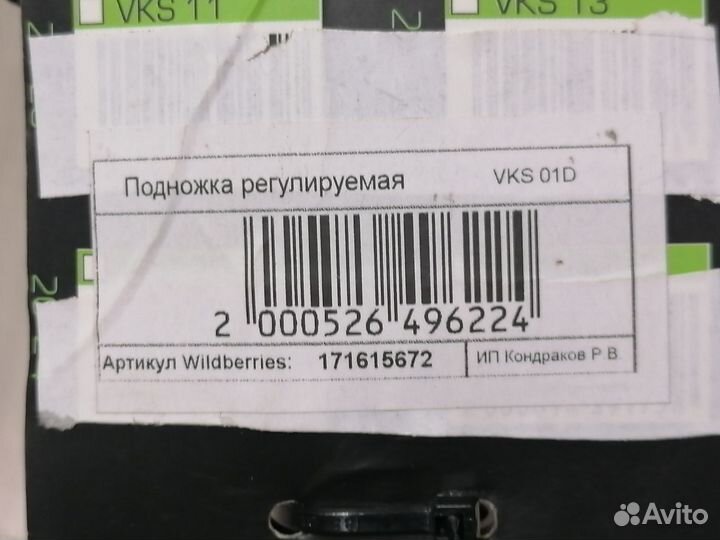 VKS 11
VKS 13
Подножка регулируемая VKS 01D
2 000526 496224
Артикул Wildberries: 171615672 ИП Кондраков Р.В.
Avito